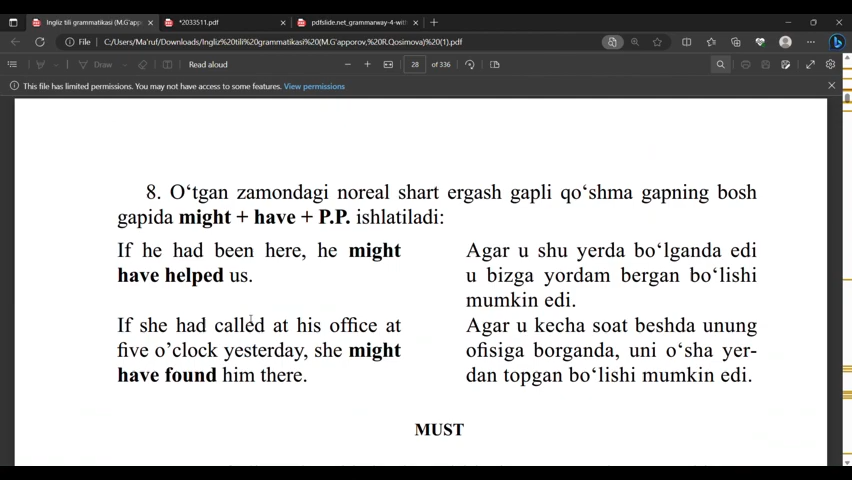 Ingliz tili grammatikasi (M.G'appo
*2033511.pdf
pdfslide.net_grammarway-4-with
File
C:/Users/Ma'ruf/Downloads/Ingliz%20tili%20grammatikasi%20(M.G'apporov,%20R.Qosimova)%20(1).pdf
Draw
Read aloud
28 of 336
This file has limited permissions. You may not have access to some features. View permissions
8. O‘tgan zamondagi noreal shart ergash gapli qo‘shma gapning bosh
gapida might + have + P.P. ishlatiladi:
If he had been here, he might
have helped us.
Agar u shu yerda bo‘lganda edi
u bizga yordam bergan bo‘lishi
mumkin edi.
If she had called at his office at
five o’clock yesterday, she might
have found him there.
Agar u kecha soat beshda unung
ofisiga borganda, uni o‘sha yer-
dan topgan bo‘lishi mumkin edi.
MUST